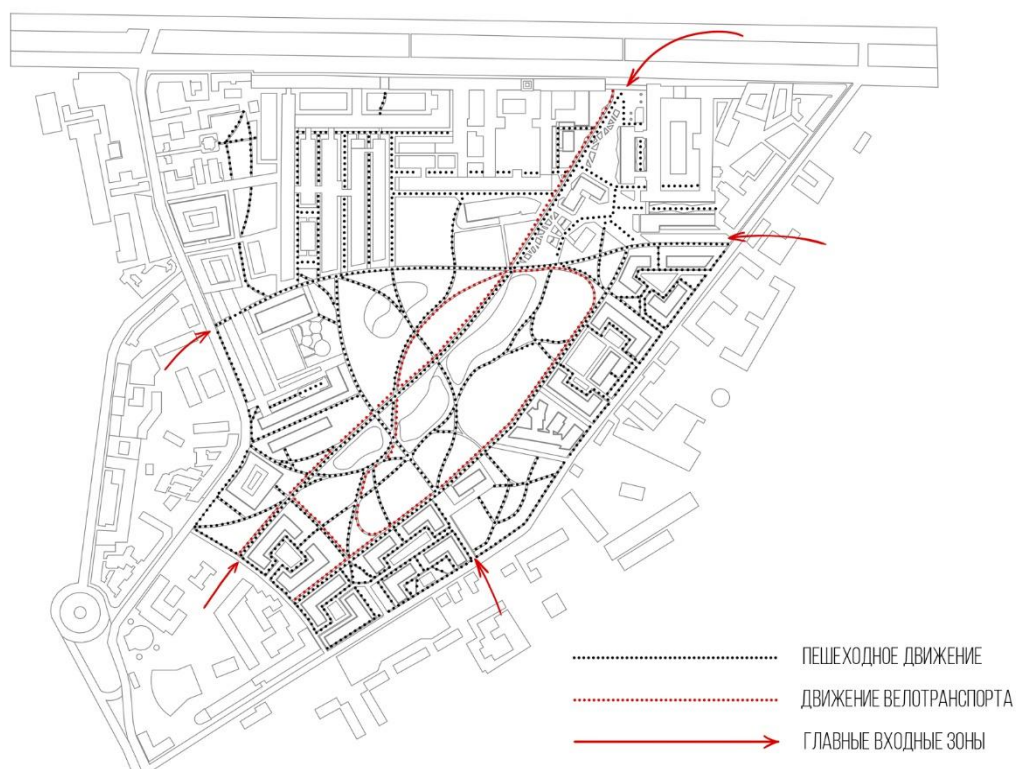 ПЕШЕХОДНОЕ ДВИЖЕНИЕ
ДВИЖЕНИЕ ВЕЛОТРАНСПОРТА
ГЛАВНЫЕ ВХОДНЫЕ ЗОНЫ